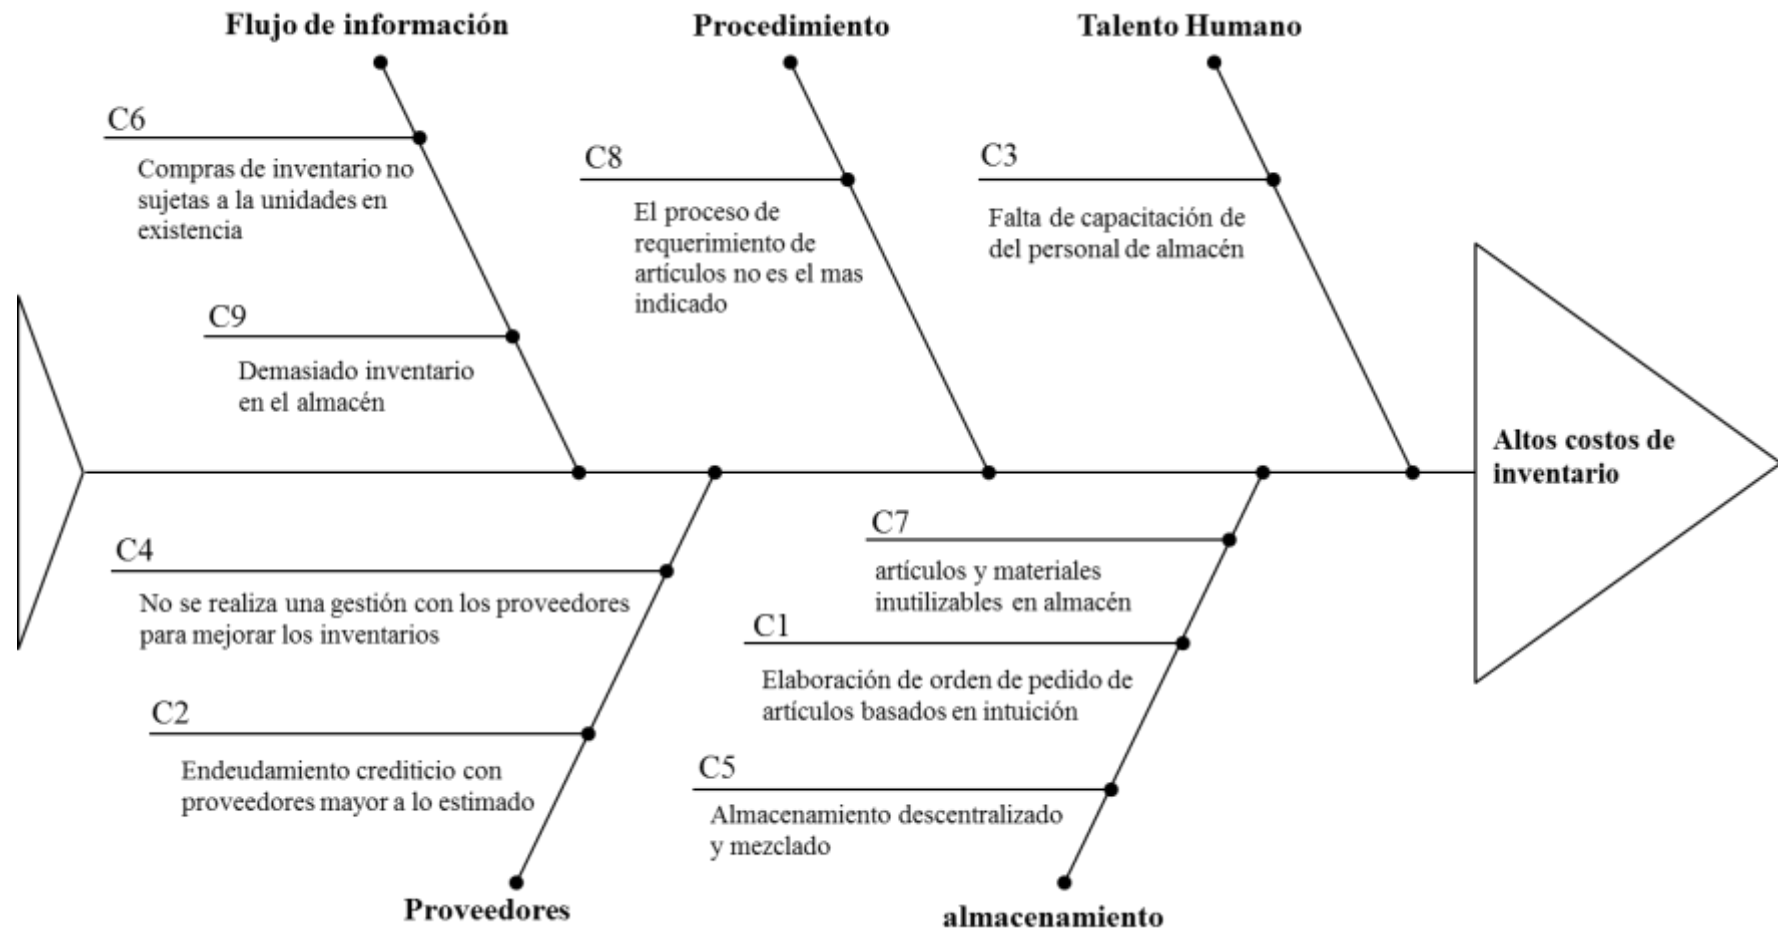 Flujo de información
Procedimiento
Talento Humano
C6
Compras de inventario no
sujetas a la unidades en
existencia
C9
Demasiado inventario
en el almacén
C8
El proceso de
requerimiento de
artículos no es el mas
indicado
C3
Falta de capacitación de
del personal de almacén
Altos costos de
inventario
C4
No se realiza una gestión con los proveedores
para mejorar los inventarios
C2
Endeudamiento crediticio con
proveedores mayor a lo estimado
C7
artículos y materiales
inutilizables en almacén
C1
Elaboración de orden de pedido de
artículos basados en intuición
C5
Almacenamiento descentralizado
y mezclado
Proveedores
almacenamiento